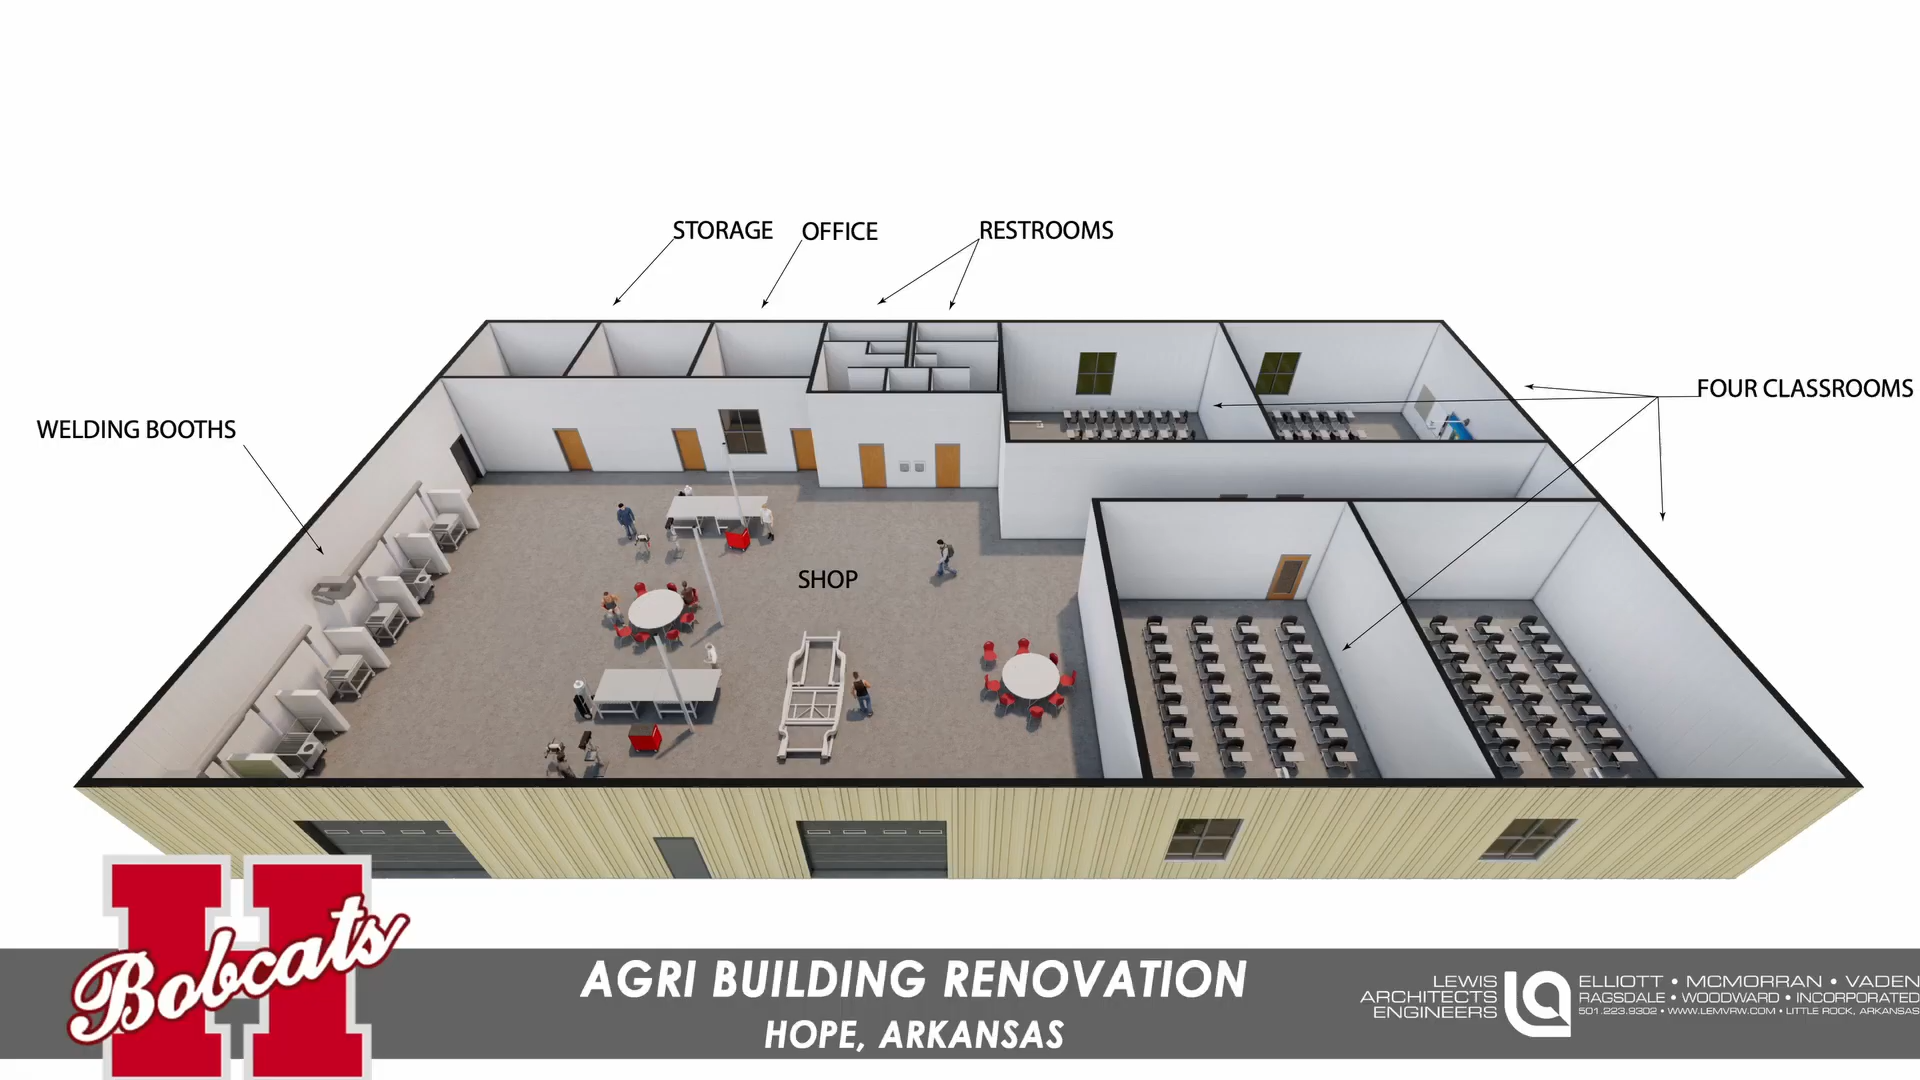 STORAGE
OFFICE
RESTROOMS
FOUR CLASSROOMS
WELDING BOOTHS
SHOP
H
Bobcats
AGRI BUILDING RENOVATION
HOPE, ARKANSAS
LEWIS
ARCHITECTS
ENGINEERS
ELLIOTT • MCMORRAN • VADEN
RAGSDALE • WOODWARD • INCORPORATED
501.223.9302 • WWW.LEMVRW.COM • LITTLE ROCK, ARKANSAS